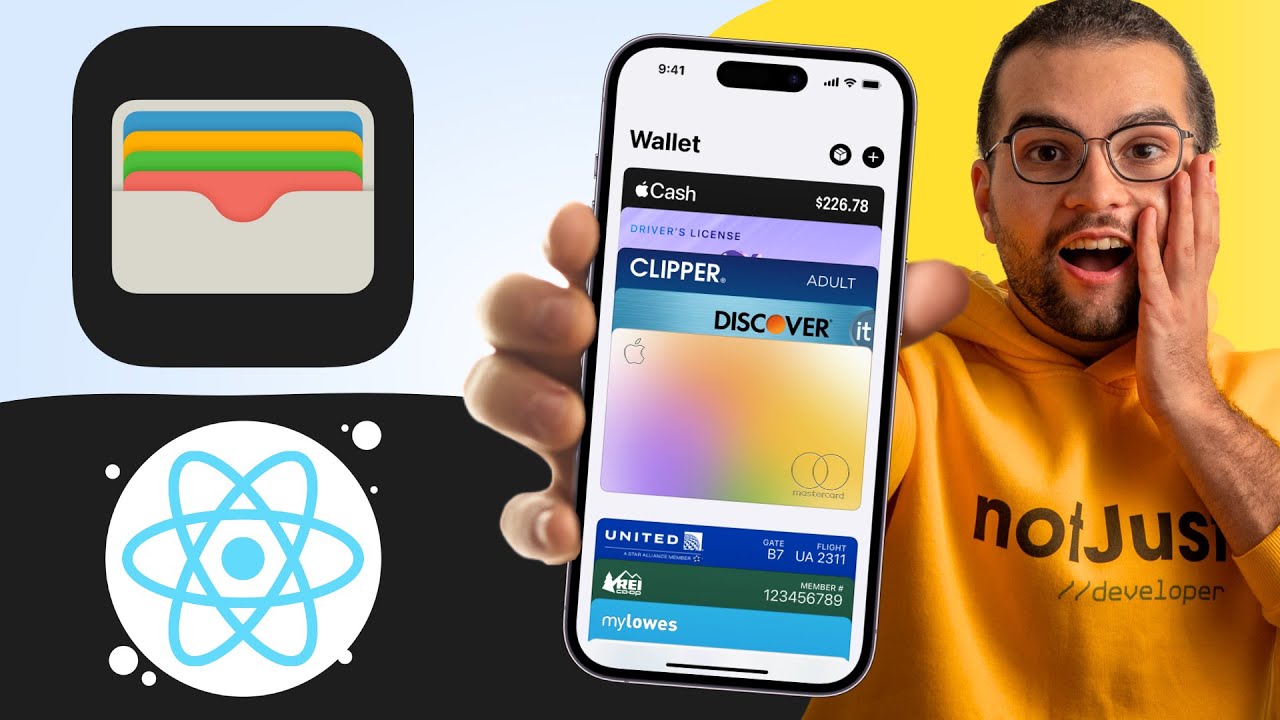 9:41
Wallet
Cash
$226.78
DRIVER'S LICENSE
CLIPPER®
ADULT
DISCOVER®
it
mastercard
UNITED
A STAR ALLIANCE MEMBER
GATE
B7
FLIGHT
UA 2311
REI
CO·OP
MEMBER #
123456789
mylowes
notJust
//developer